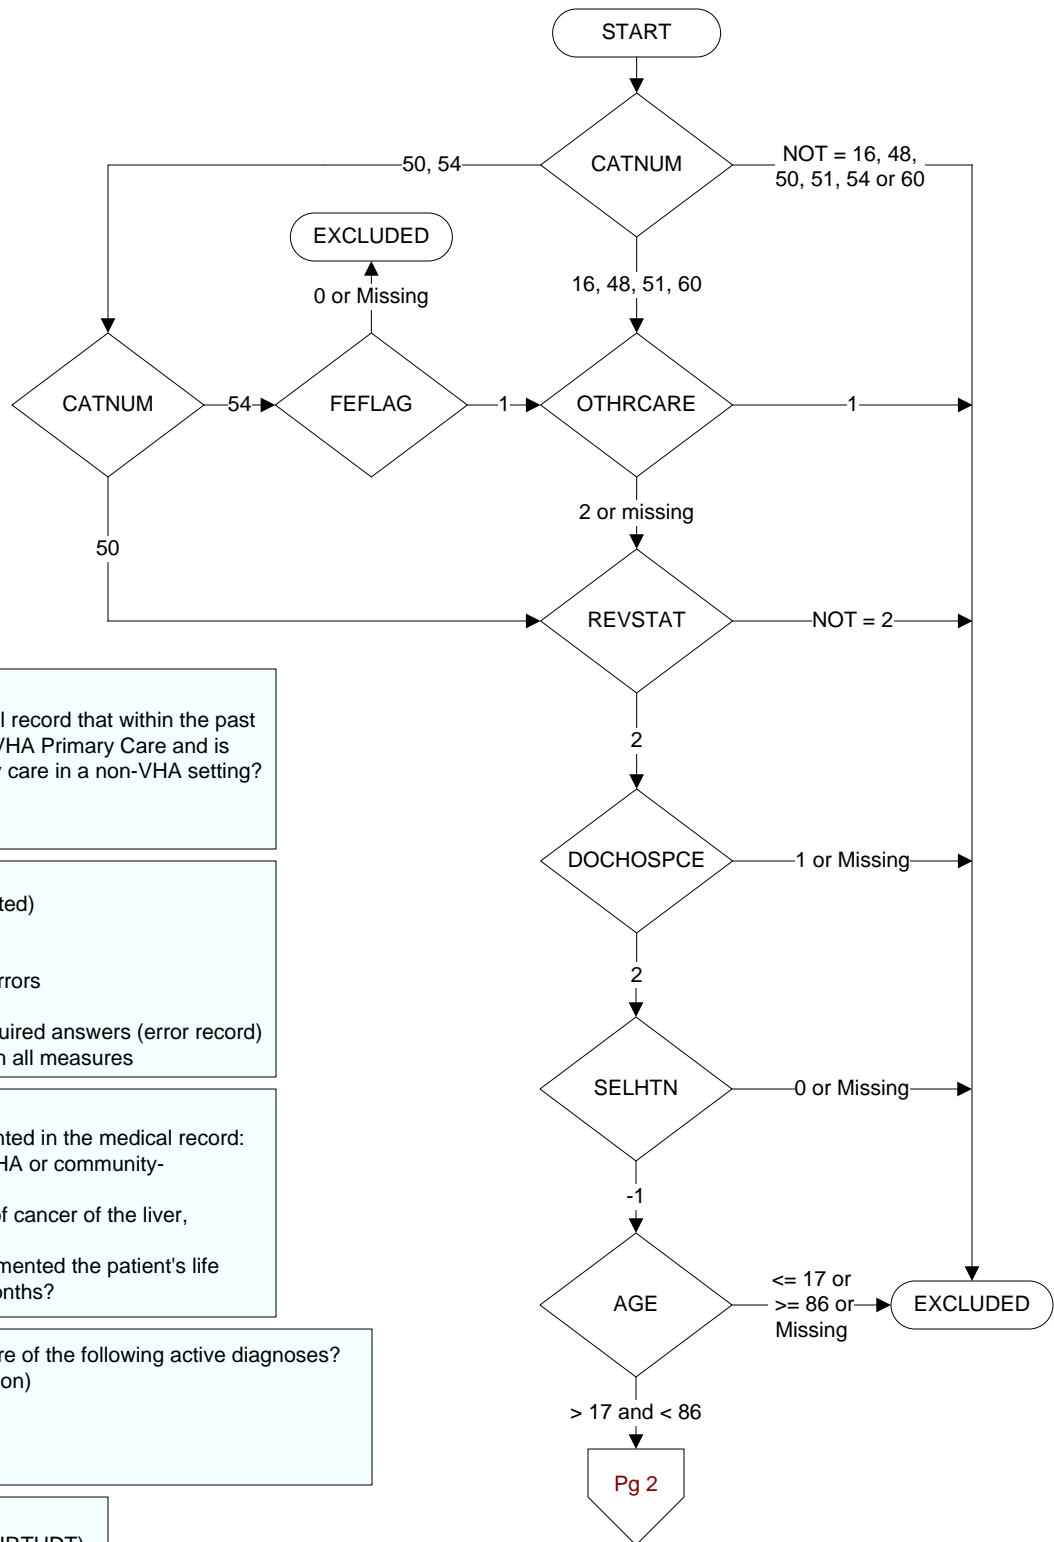 START
CATNUM
50, 54
NOT = 16, 48,
50, 51, 54 or 60
EXCLUDED
0 or Missing
16, 48, 51, 60
CATNUM
54
FEFLAG
1
OTHRCARE
1
2 or missing
50
REVSTAT
NOT = 2
2
l record that within the past
VHA Primary Care and is
y care in a non-VHA setting?
DOCHOSPCE
1 or Missing
ted)
rrors
uired answers (error record)
n all measures
2
SELHTN
0 or Missing
nted in the medical record:
HA or community-
of cancer of the liver,
mented the patient's life
onths?
-1
AGE
<= 17 or
>= 86 or
Missing
EXCLUDED
re of the following active diagnoses?
on)
> 17 and < 86
Pg 2